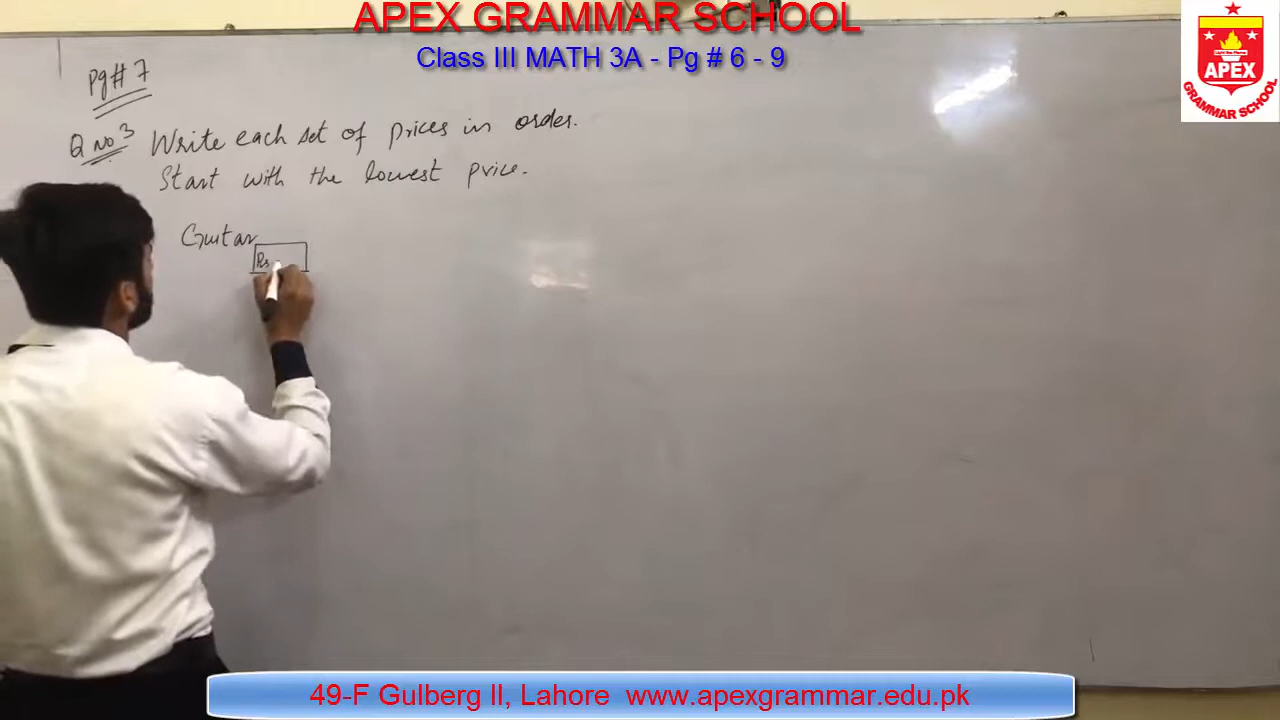 APEX GRAMMAR SCHOOL
Class III MATH 3A - Pg # 6 - 9
APEX
GRAMMAR SCHOOL
Pg# 7
Q no 3 Write each set of prices in order.
Start with the lowest price.
Guitar
Rs
49-F Gulberg II, Lahore www.apexgrammar.edu.pk